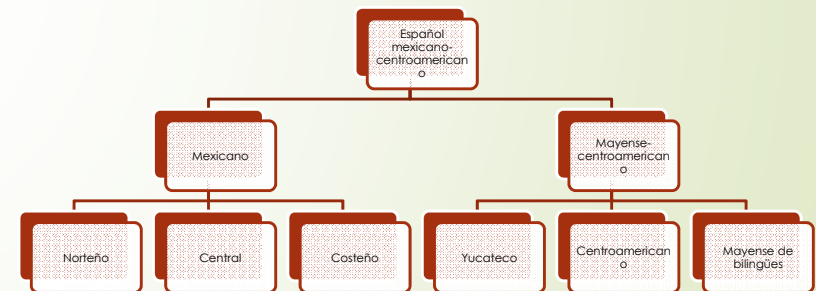 Español
mexicano-
centroamerican
o
Mexicano
Mayense-
centroamerican
o
Norteño
Central
Costeño
Yucateco
Centroamerican
o
Mayense de
bilingües